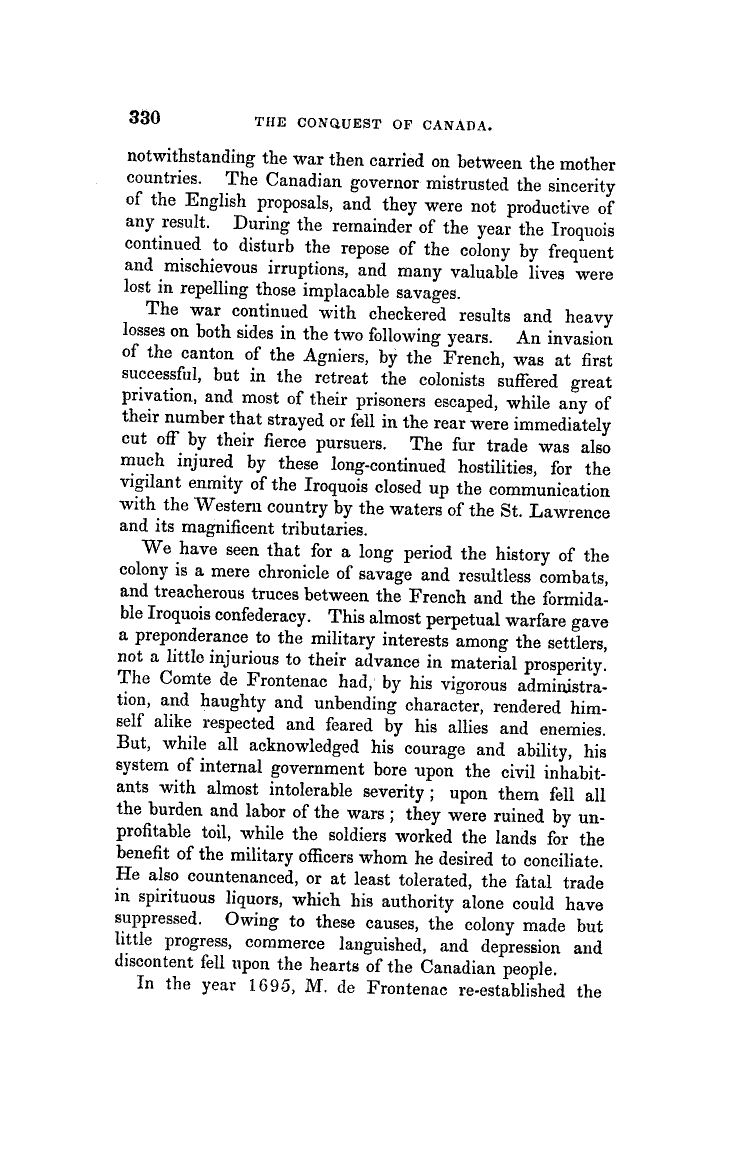 330 THE CONQUEST OF CANADA.
notwithstanding the war then carried on between the mother
countries. The Canadian governor mistrusted the sincerity
of the English proposals, and they were not productive of
any result. During the remainder of the year the Iroquois
continued to disturb the repose of the colony by frequent
and mischievous irruptions, and many valuable lives were
lost in repelling those implacable savages.
The war continued with checkered results and heavy
losses on both sides in the two following years. An invasion
of the canton of the Agniers, by the French, was at first
successful, but in the retreat the colonists suffered great
privation, and most of their prisoners escaped, while any of
their number that strayed or fell in the rear were immediately
cut off by their fierce pursuers. The fur trade was also
much injured by these long-continued hostilities, for the
vigilant enmity of the Iroquois closed up the communication
with the Western country by the waters of the St. Lawrence
and its magnificent tributaries.
We have seen that for a long period the history of the
colony is a mere chronicle of savage and resultless combats,
and treacherous truces between the French and the formida-
ble Iroquois confederacy. This almost perpetual warfare gave
a preponderance to the military interests among the settlers,
not a little injurious to their advance in material prosperity.
The Comte de Frontenac had, by his vigorous administra-
tion, and haughty and unbending character, rendered him-
self alike respected and feared by his allies and enemies.
But, while all acknowledged his courage and ability, his
system of internal government bore upon the civil inhabit-
ants with almost intolerable severity; upon them fell all
the burden and labor of the wars; they were ruined by un-
profitable toil, while the soldiers worked the lands for the
benefit of the military officers whom he desired to conciliate.
He also countenanced, or at least tolerated, the fatal trade
in spirituous liquors, which his authority alone could have
suppressed. Owing to these causes, the colony made but
little progress, commerce languished, and depression and
discontent fell upon the hearts of the Canadian people.
In the year 1695, M. de Frontenac re-established the